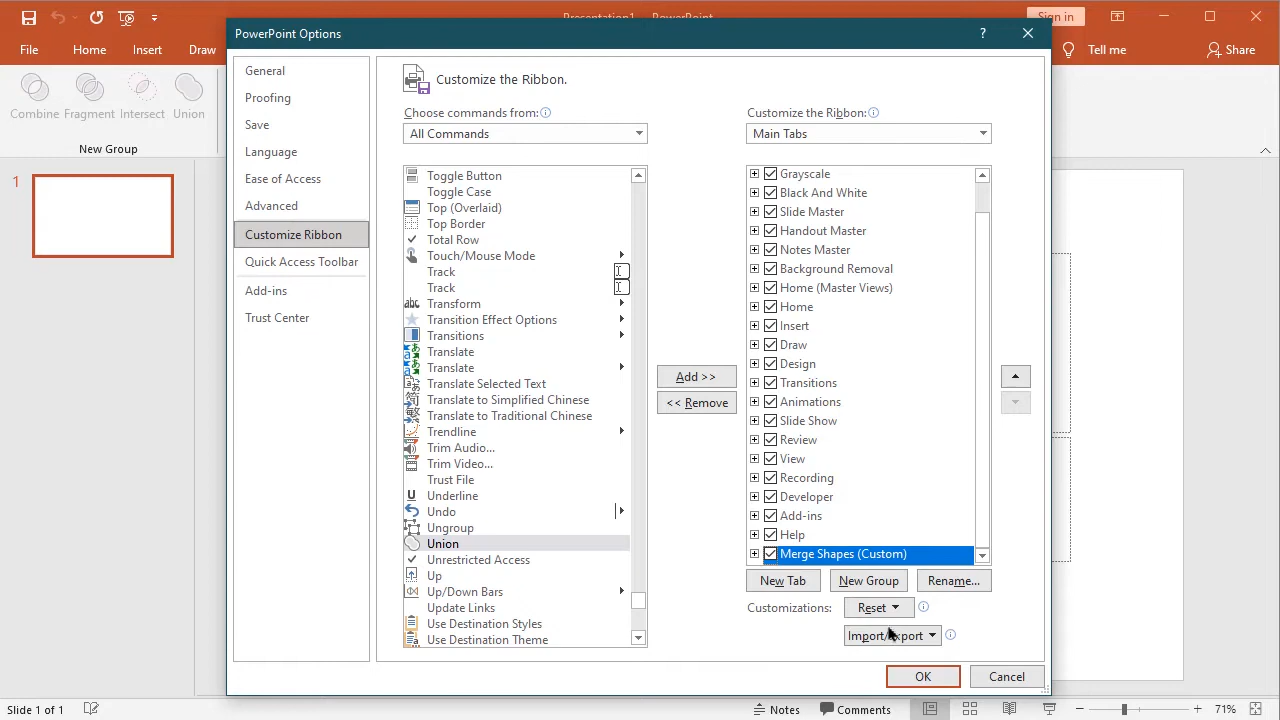 Presentation1 - PowerPoint
Sign in
File
Home
Insert
Draw
Tell me
Share
Combine
Fragment
Intersect
Union
New Group
1
PowerPoint Options
?
General
Proofing
Save
Language
Ease of Access
Advanced
Customize Ribbon
Quick Access Toolbar
Add-ins
Trust Center
Customize the Ribbon.
Choose commands from:
All Commands
Toggle Button
Toggle Case
Top (Overlaid)
Top Border
Total Row
Touch/Mouse Mode
Track
Track
Transform
Transition Effect Options
Transitions
Translate
Translate
Translate Selected Text
Translate to Simplified Chinese
Translate to Traditional Chinese
Trendline
Trim Audio...
Trim Video...
Trust File
Underline
Undo
Ungroup
Union
Unrestricted Access
Up
Up/Down Bars
Update Links
Use Destination Styles
Use Destination Theme
Add >>
<< Remove
Customize the Ribbon:
Main Tabs
Grayscale
Black And White
Slide Master
Handout Master
Notes Master
Background Removal
Home (Master Views)
Home
Insert
Draw
Design
Transitions
Animations
Slide Show
Review
View
Recording
Developer
Add-ins
Help
Merge Shapes (Custom)
New Tab
New Group
Rename...
Customizations:
Reset
Import/Export
OK
Cancel
Slide 1 of 1
Notes
Comments
71%